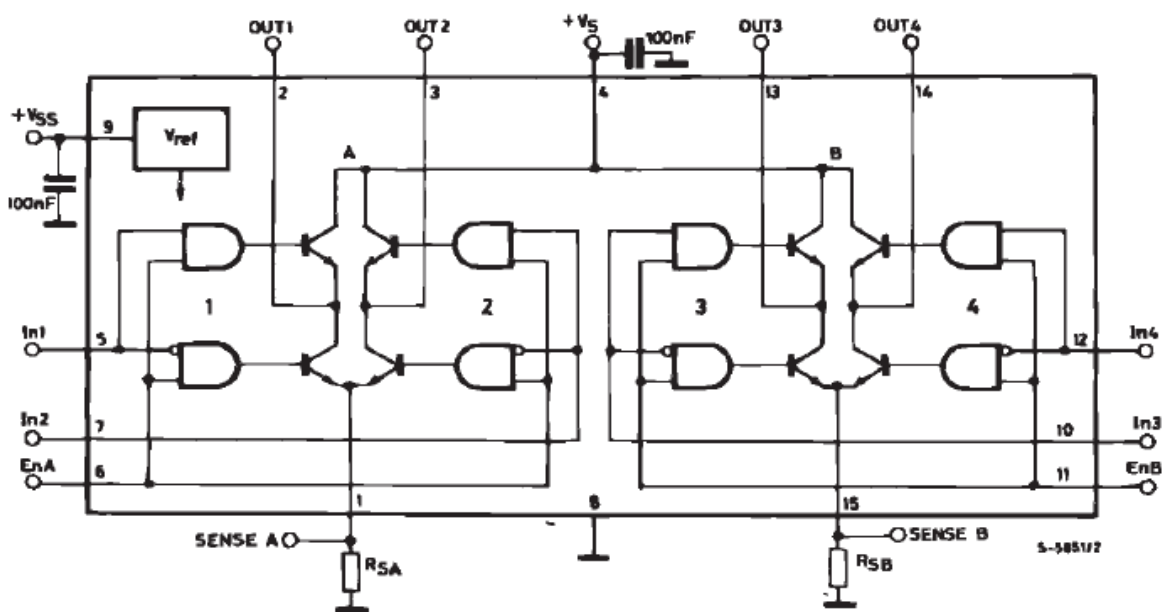 OUT1 OUT2 +VS 100nF OUT3 OUT4
2 3 4 13 14
+VSS 9 Vref
A B
100nF
1 2 3 4
In1 5 12 In4
In2 7 10 In3
EnA 6 11 EnB
1 8 15
SENSE A SENSE B
S-5851/2
RSA RSB